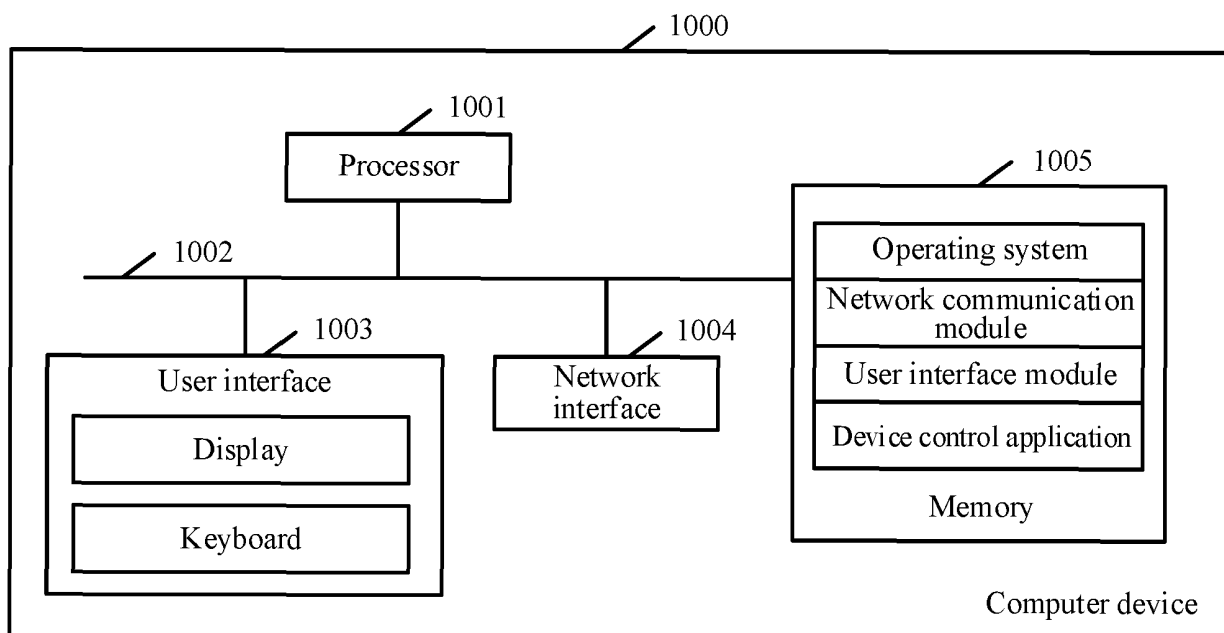 1000
1001
Processor
1005
Operating system
1002
Network communication
module
1003
1004
User interface
Network
interface
User interface module
Display
Device control application
Keyboard
Memory
Computer device